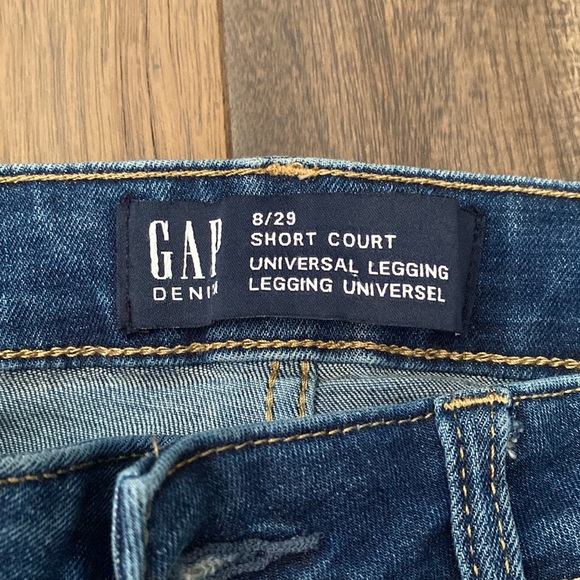 GAP
DENIM
8/29
SHORT COURT
UNIVERSAL LEGGING
LEGGING UNIVERSEL